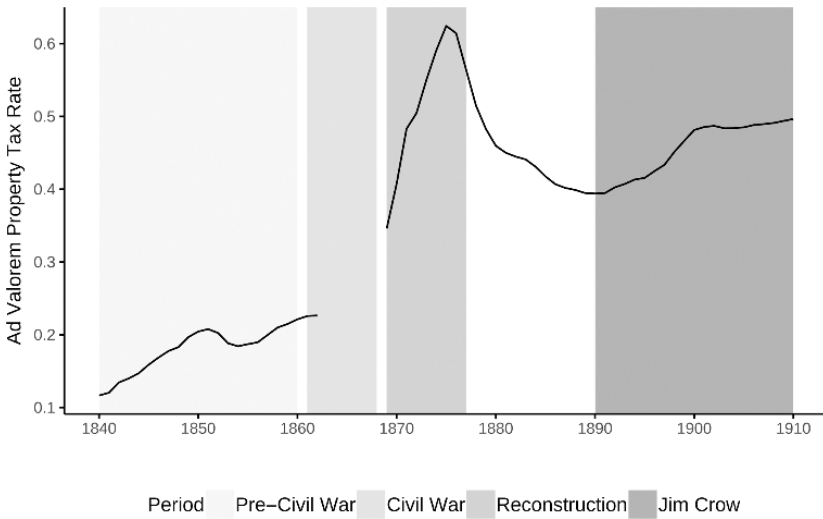 Ad Valorem Property Tax Rate
0.6
0.5
0.4
0.3
0.2
0.1
1840 1850 1860 1870 1880 1890 1900 1910
Period Pre−Civil War Civil War Reconstruction Jim Crow